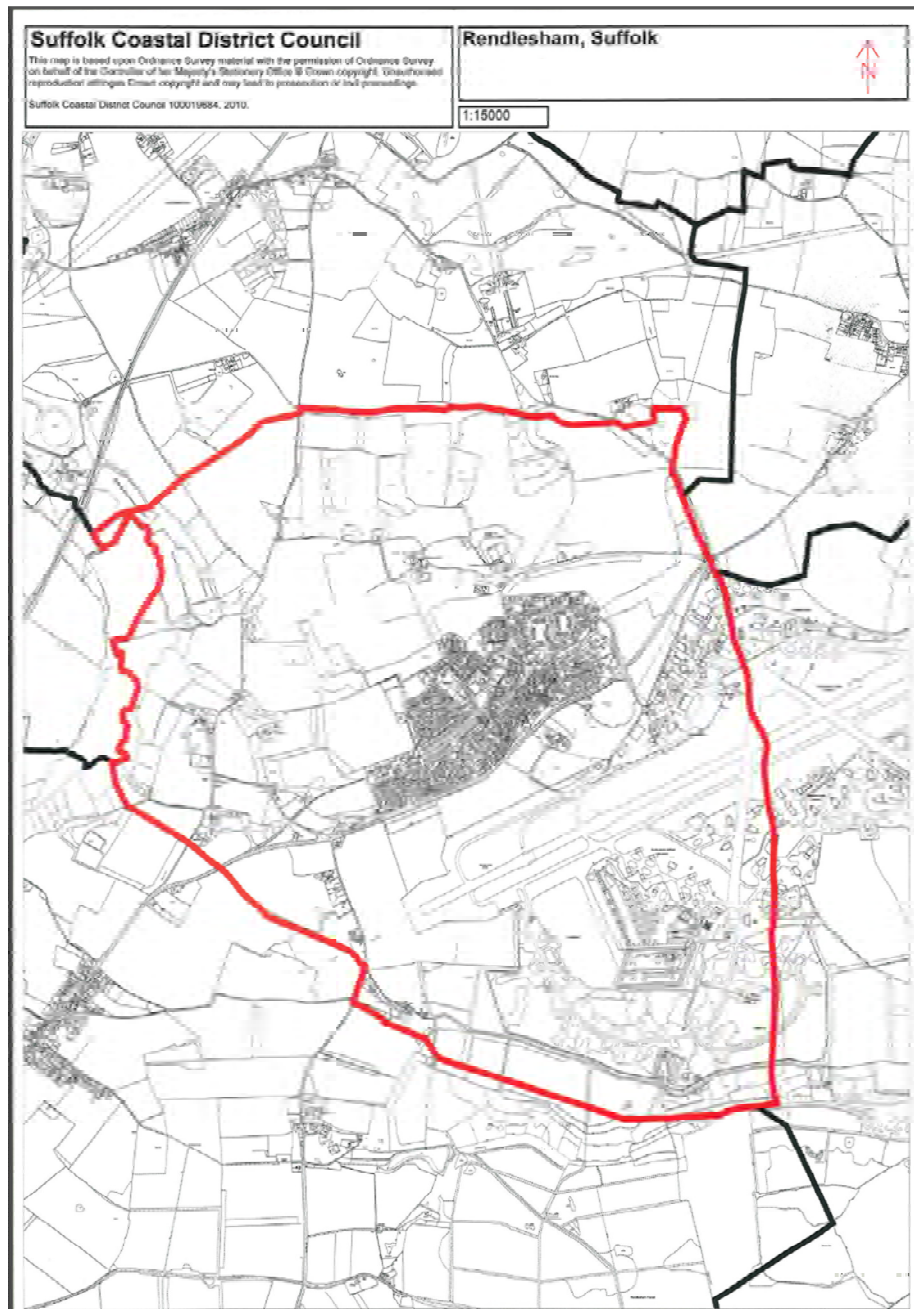 Suffolk Coastal District Council
This map is based upon Ordnance Survey material with the permission of Ordnance Survey
on behalf of the Controller of her Majesty's Stationery Office © Crown copyright. Unauthorised
reproduction infringes Crown copyright and may lead to prosecution or civil proceedings.
Suffolk Coastal District Council 100019684. 2010.
Rendlesham, Suffolk
N
1:15000